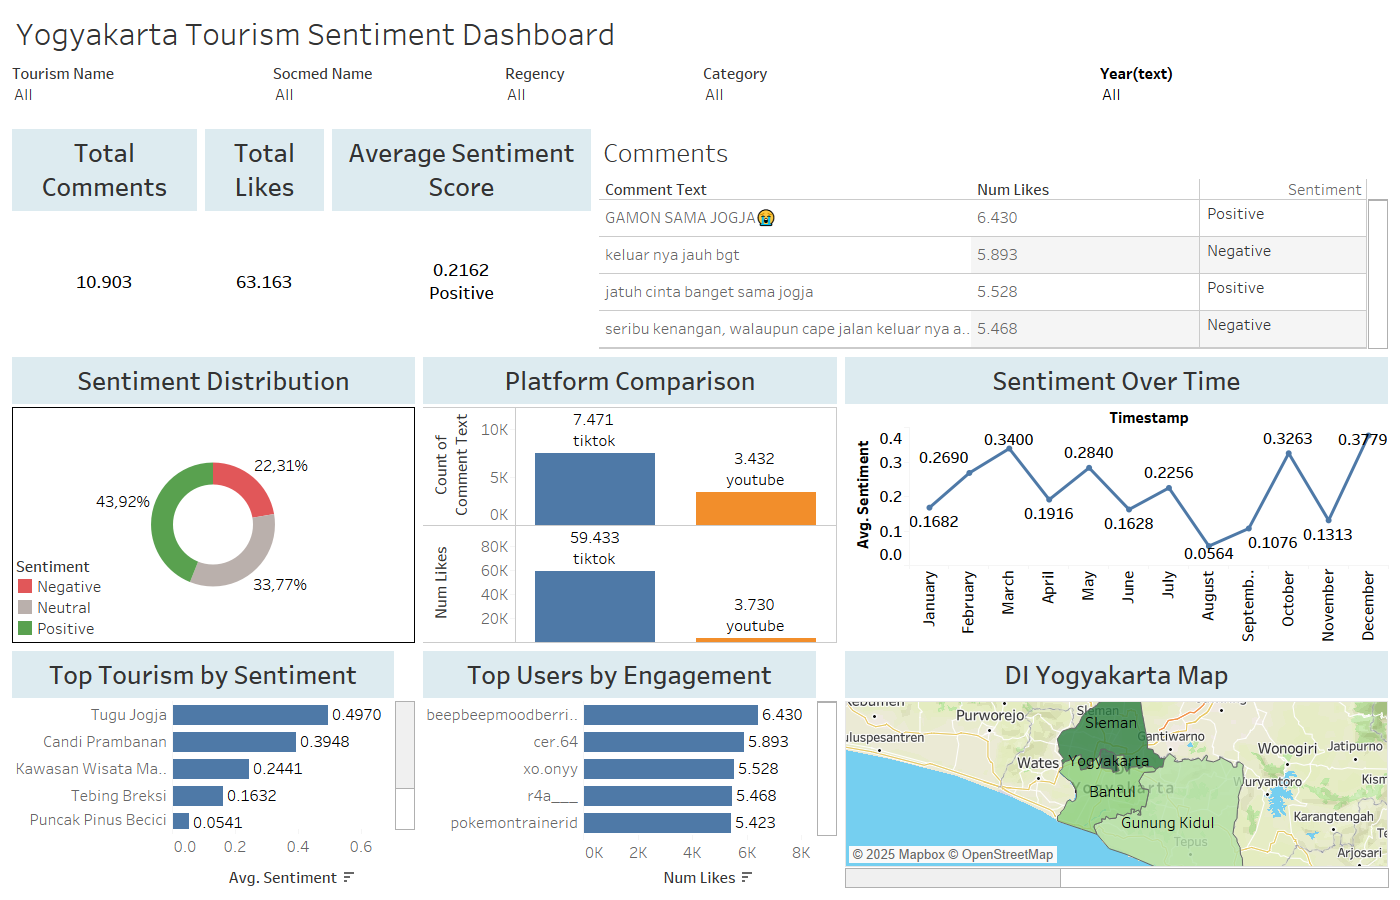 Yogyakarta Tourism Sentiment Dashboard
Tourism Name
All
Socmed Name
All
Regency
All
Category
All
Year(text)
All
Total
Comments
10.903
Total
Likes
63.163
Average Sentiment
Score
0.2162
Positive
Comments
Comment Text Num Likes Sentiment
GAMON SAMA JOGJA😭 6.430 Positive
keluar nya jauh bgt 5.893 Negative
jatuh cinta banget sama jogja 5.528 Positive
seribu kenangan, walaupun cape jalan keluar nya a.. 5.468 Negative
Sentiment Distribution
22,31%
43,92%
33,77%
Sentiment
Negative
Neutral
Positive
Platform Comparison
Count of
Comment Text
10K
5K
0K
7.471
tiktok
3.432
youtube
Num Likes
80K
60K
40K
20K
59.433
tiktok
3.730
youtube
Sentiment Over Time
Timestamp
Avg. Sentiment
0.4
0.3
0.2
0.1
0.0
0.1682
0.2690
0.3400
0.1916
0.2840
0.1628
0.2256
0.0564
0.1076
0.3263
0.1313
0.3779
January
February
March
April
May
June
July
August
Septemb..
October
November
December
Top Tourism by Sentiment
Tugu Jogja 0.4970
Candi Prambanan 0.3948
Kawasan Wisata Ma.. 0.2441
Tebing Breksi 0.1632
Puncak Pinus Becici 0.0541
0.0 0.2 0.4 0.6
Avg. Sentiment
Top Users by Engagement
beepbeepmoodberri.. 6.430
cer.64 5.893
xo.onyy 5.528
r4a___ 5.468
pokemontrainerid 5.423
0K 2K 4K 6K 8K
Num Likes
DI Yogyakarta Map
Purworejo
Sleman
Sleman
uluspesantren
Gantiwarno
Wonogiri
Jatipurno
Wates
Yogyakarta
Yogyakarta
Bantul
Wuryantoro
Kism
Gunung Kidul
Karangtengah
Te
Tepus
Arjosari
© 2025 Mapbox © OpenStreetMap